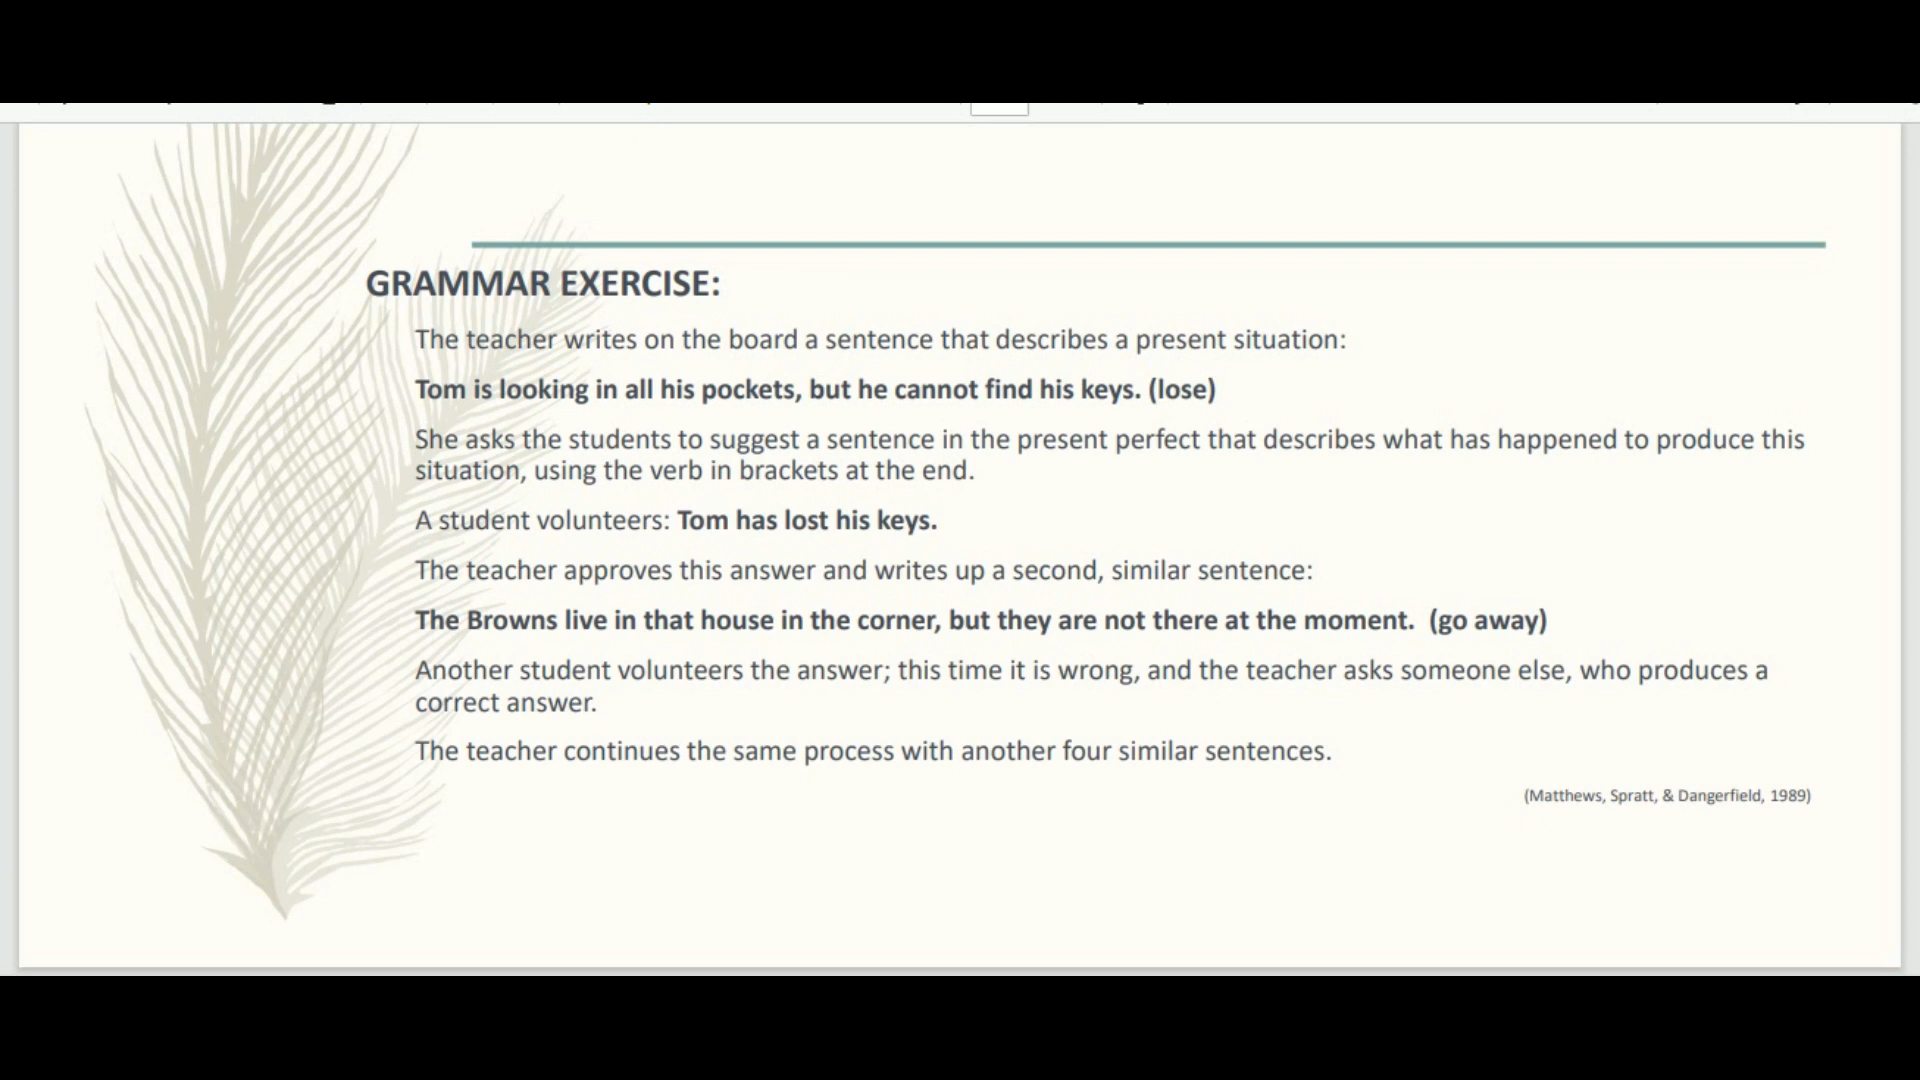 GRAMMAR EXERCISE:
The teacher writes on the board a sentence that describes a present situation:
Tom is looking in all his pockets, but he cannot find his keys. (lose)
She asks the students to suggest a sentence in the present perfect that describes what has happened to produce this
situation, using the verb in brackets at the end.
A student volunteers: Tom has lost his keys.
The teacher approves this answer and writes up a second, similar sentence:
The Browns live in that house in the corner, but they are not there at the moment.  (go away)
Another student volunteers the answer; this time it is wrong, and the teacher asks someone else, who produces a
correct answer.
The teacher continues the same process with another four similar sentences.
(Matthews, Spratt, & Dangerfield, 1989)